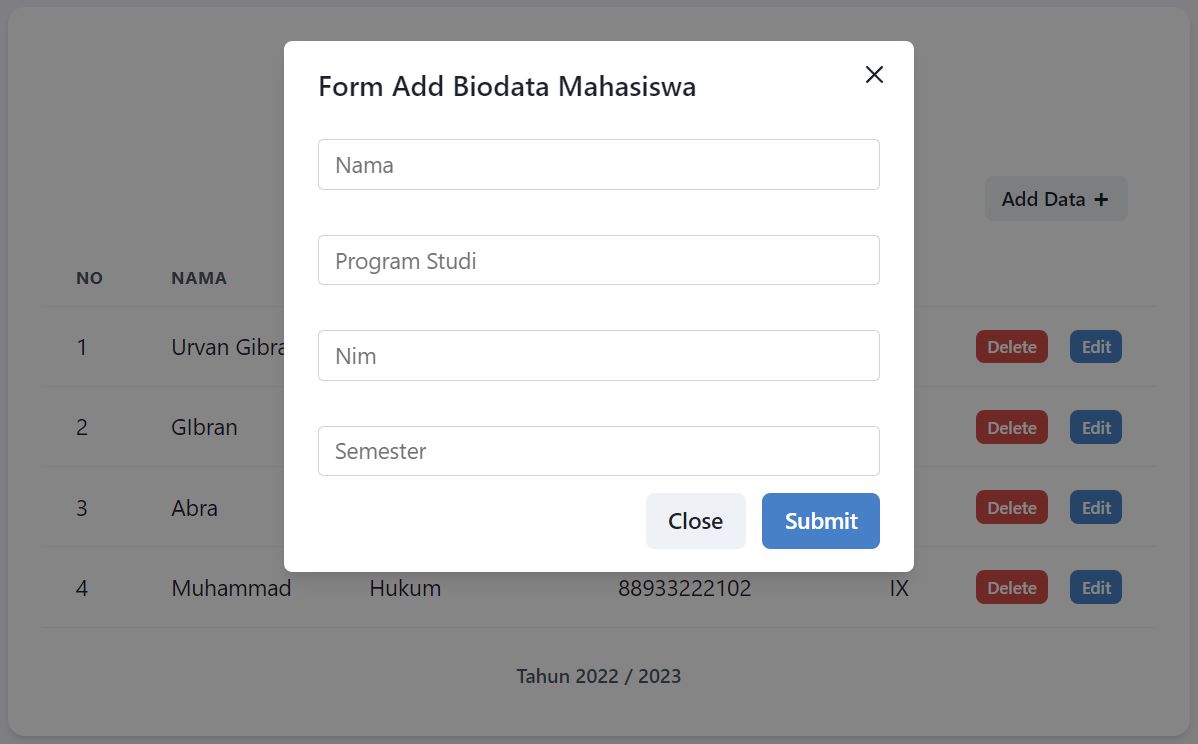 Form Add Biodata Mahasiswa
Nama
Program Studi
Nim
Semester
Close Submit
Add Data +
NO NAMA
1 Urvan Gibra Delete Edit
2 GIbran Delete Edit
3 Abra Delete Edit
4 Muhammad Hukum 88933222102 IX Delete Edit
Tahun 2022 / 2023